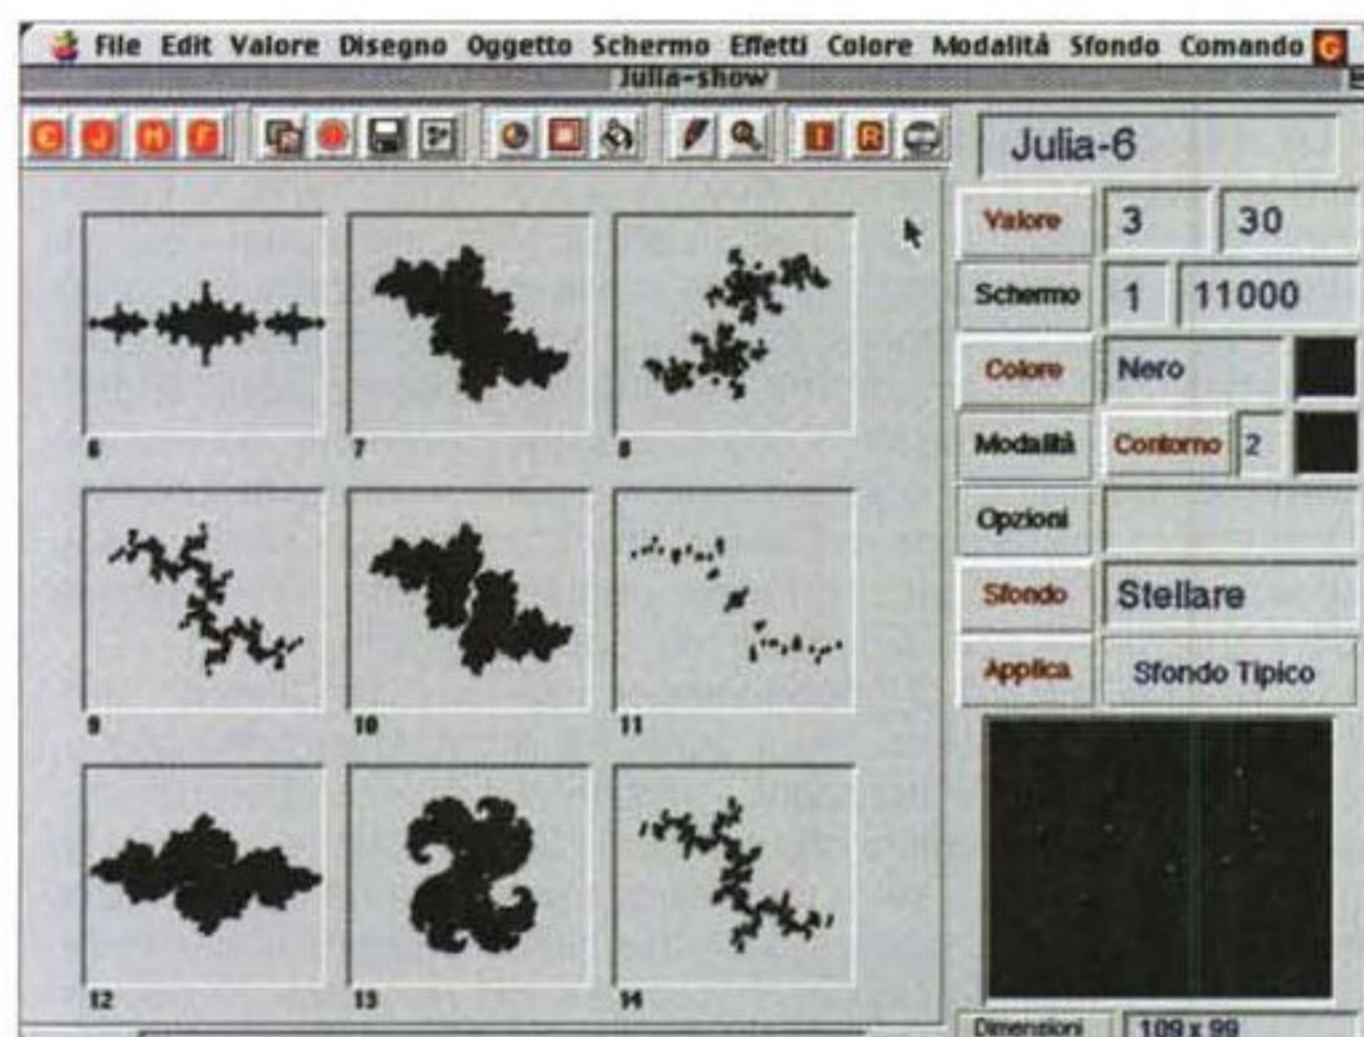 File Edit Valore Disegno Oggetto Schermo Effetti Colore Modalità Sfondo Comando G
Julia-show
C J M F I R
Julia-6
Valore 3 30
Schermo 1 11000
Colore Nero
Modalità Contorno 2
Opzioni
Sfondo Stellare
Applica Sfondo Tipico
6 7 8
9 10 11
12 13 14
Dimensioni 109 x 99